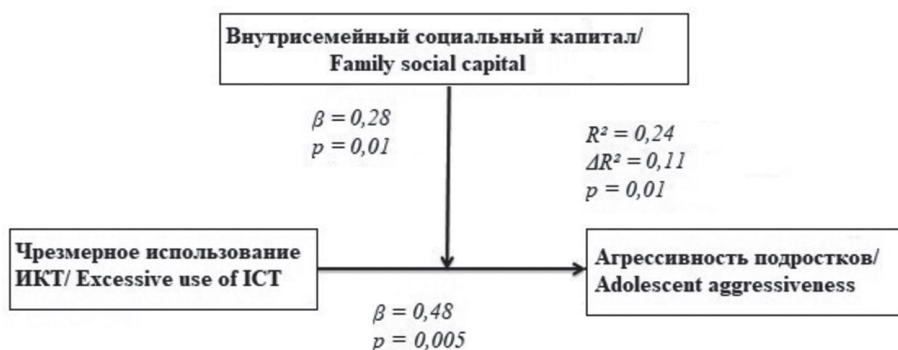 Внутрисемейный социальный капитал/
Family social capital
β = 0,28
p = 0,01
R² = 0,24
ΔR² = 0,11
p = 0,01
Чрезмерное использование
ИКТ/ Excessive use of ICT
Агрессивность подростков/
Adolescent aggressiveness
β = 0,48
p = 0,005